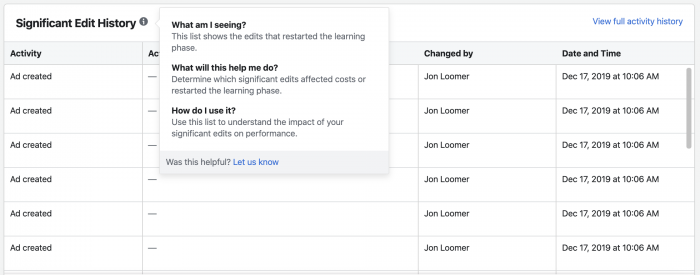 Significant Edit History
View full activity history
What am I seeing?
This list shows the edits that restarted the learning
phase.
What will this help me do?
Determine which significant edits affected costs or
restarted the learning phase.
How do I use it?
Use this list to understand the impact of your
significant edits on performance.
Was this helpful? Let us know
Activity Changed by Date and Time
Ad created Jon Loomer Dec 17, 2019 at 10:06 AM
Ad created — Jon Loomer Dec 17, 2019 at 10:06 AM
Ad created — Jon Loomer Dec 17, 2019 at 10:06 AM
Ad created — Jon Loomer Dec 17, 2019 at 10:06 AM
Ad created — Jon Loomer Dec 17, 2019 at 10:06 AM
Ad created — Jon Loomer Dec 17, 2019 at 10:06 AM